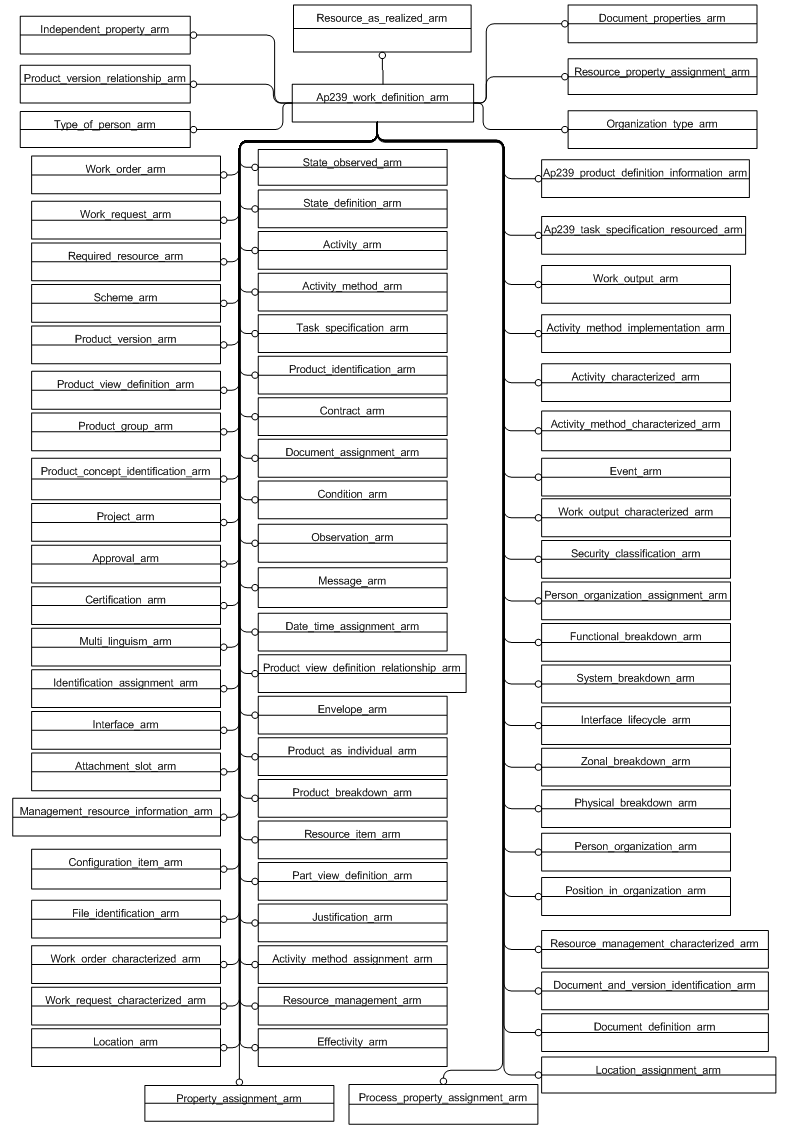 Resource_as_realized_arm
Independent_property_arm
Document_properties_arm
Product_version_relationship_arm
Resource_property_assignment_arm
Ap239_work_definition_arm
Type_of_person_arm
Organization_type_arm
Work_order_arm
Work_request_arm
Required_resource_arm
Scheme_arm
Product_version_arm
Product_view_definition_arm
Product_group_arm
Product_concept_identification_arm
Project_arm
Approval_arm
Certification_arm
Multi_linguism_arm
Identification_assignment_arm
Interface_arm
Attachment_slot_arm
Management_resource_information_arm
Configuration_item_arm
File_identification_arm
Work_order_characterized_arm
Work_request_characterized_arm
Location_arm
State_observed_arm
State_definition_arm
Activity_arm
Activity_method_arm
Task_specification_arm
Product_identification_arm
Contract_arm
Document_assignment_arm
Condition_arm
Observation_arm
Message_arm
Date_time_assignment_arm
Product_view_definition_relationship_arm
Envelope_arm
Product_as_individual_arm
Product_breakdown_arm
Resource_item_arm
Part_view_definition_arm
Justification_arm
Activity_method_assignment_arm
Resource_management_arm
Effectivity_arm
Ap239_product_definition_information_arm
Ap239_task_specification_resourced_arm
Work_output_arm
Activity_method_implementation_arm
Activity_characterized_arm
Activity_method_characterized_arm
Event_arm
Work_output_characterized_arm
Security_classification_arm
Person_organization_assignment_arm
Functional_breakdown_arm
System_breakdown_arm
Interface_lifecycle_arm
Zonal_breakdown_arm
Physical_breakdown_arm
Person_organization_arm
Position_in_organization_arm
Resource_management_characterized_arm
Document_and_version_identification_arm
Document_definition_arm
Location_assignment_arm
Property_assignment_arm
Process_property_assignment_arm